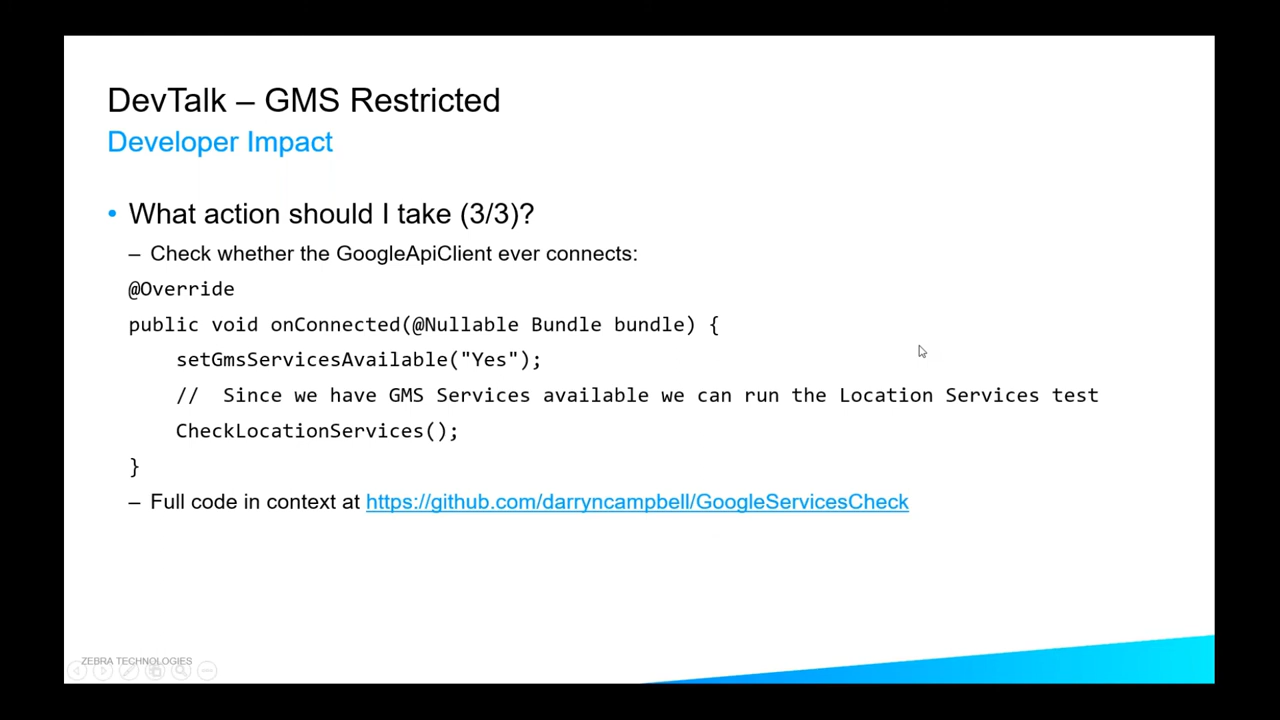 DevTalk – GMS Restricted
Developer Impact
• What action should I take (3/3)?
– Check whether the GoogleApiClient ever connects:
@Override
public void onConnected(@Nullable Bundle bundle) {
    setGmsServicesAvailable("Yes");
    //  Since we have GMS Services available we can run the Location Services test
    CheckLocationServices();
}
– Full code in context at https://github.com/darryncampbell/GoogleServicesCheck
ZEBRA TECHNOLOGIES